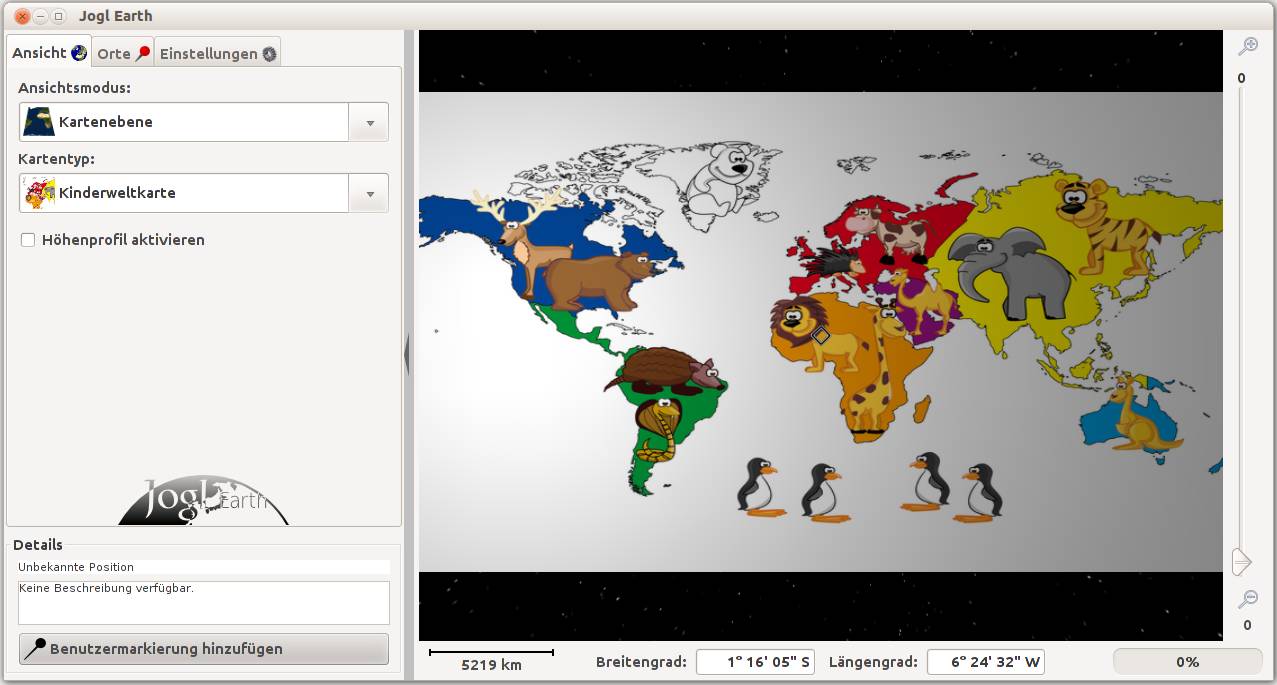 Jogl Earth
Ansicht
Orte
Einstellungen
Ansichtsmodus:
Kartenebene
Kartentyp:
Kinderweltkarte
Höhenprofil aktivieren
Jogl Earth
Details
Unbekannte Position
Keine Beschreibung verfügbar.
Benutzermarkierung hinzufügen
0
0
5219 km
Breitengrad: 1° 16' 05" S Längengrad: 6° 24' 32" W
0%